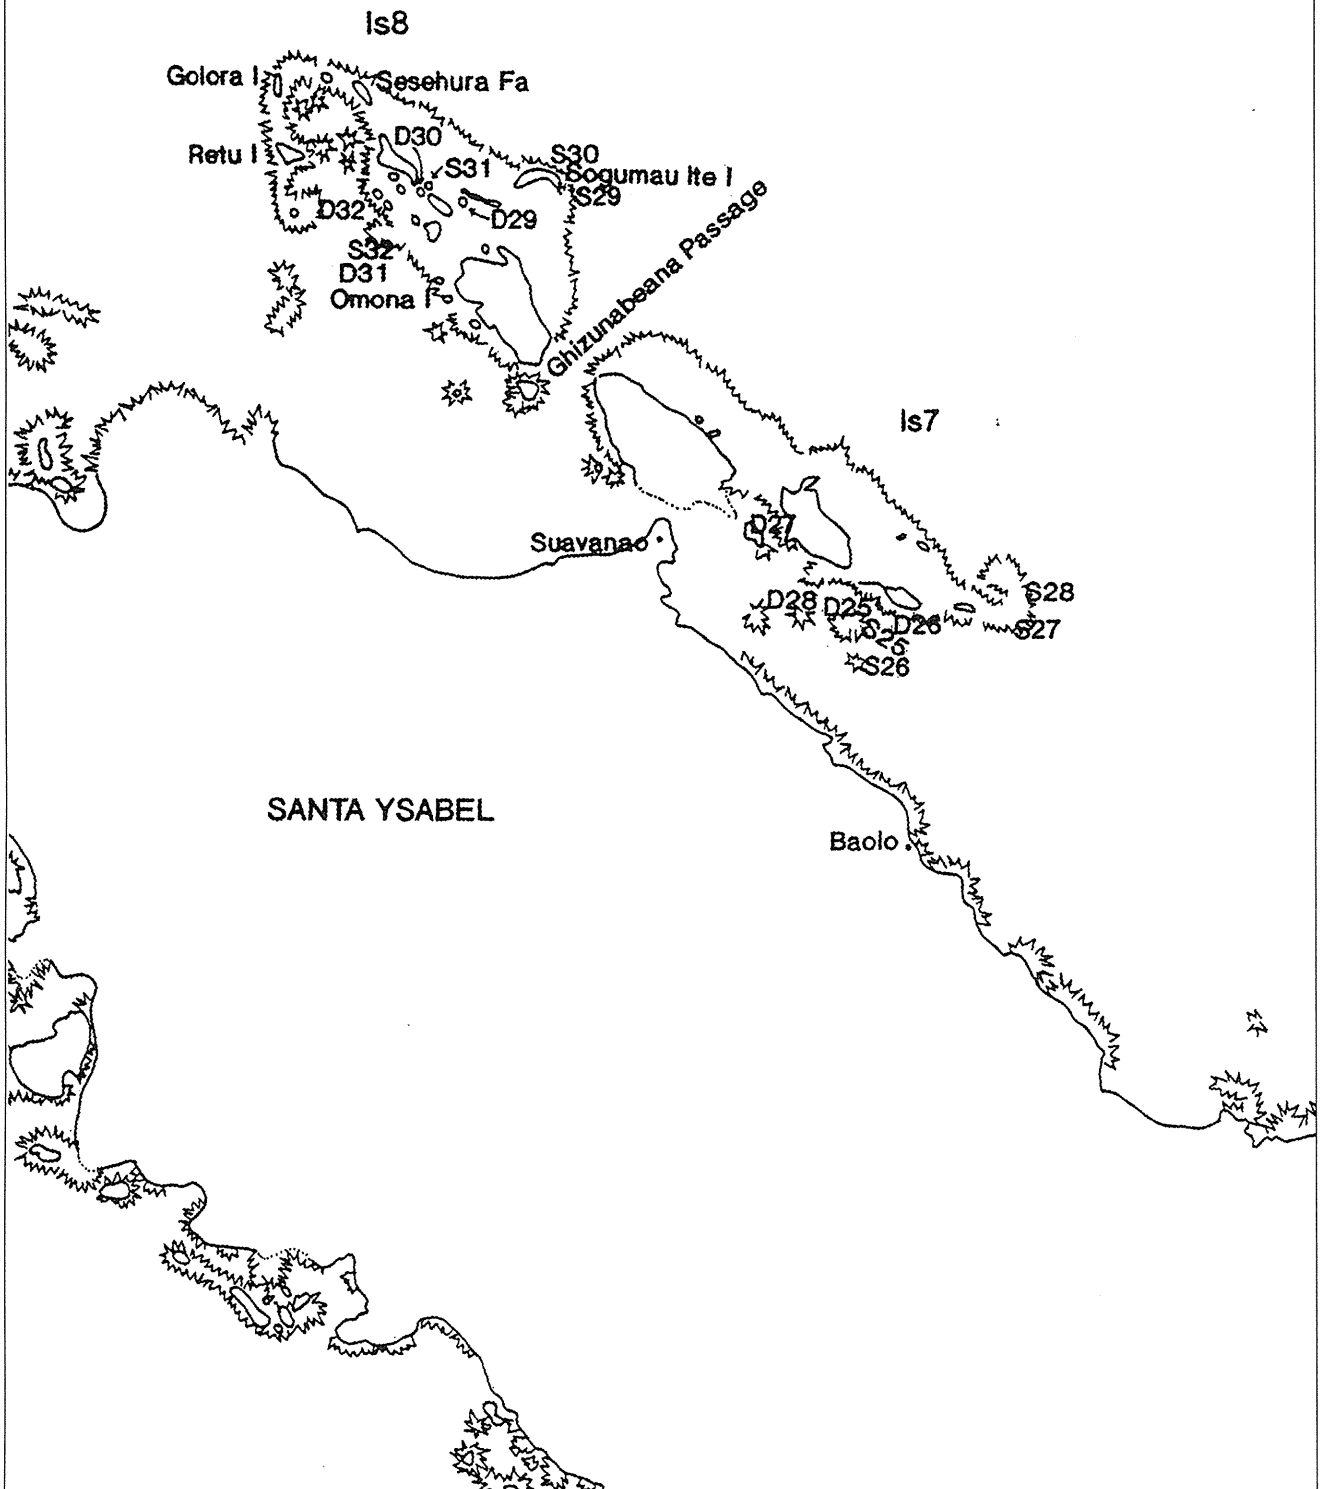 Is8
Golora I
Sesehura Fa
D30
Retu I
S30
S31
Sogumau Ite I
S29
D32
D29
S32
D31
Omona I
Ghizunabeana Passage
Is7
D27
Suavanao
S28
D28
D25
D26
S27
S25
S26
SANTA YSABEL
Baolo